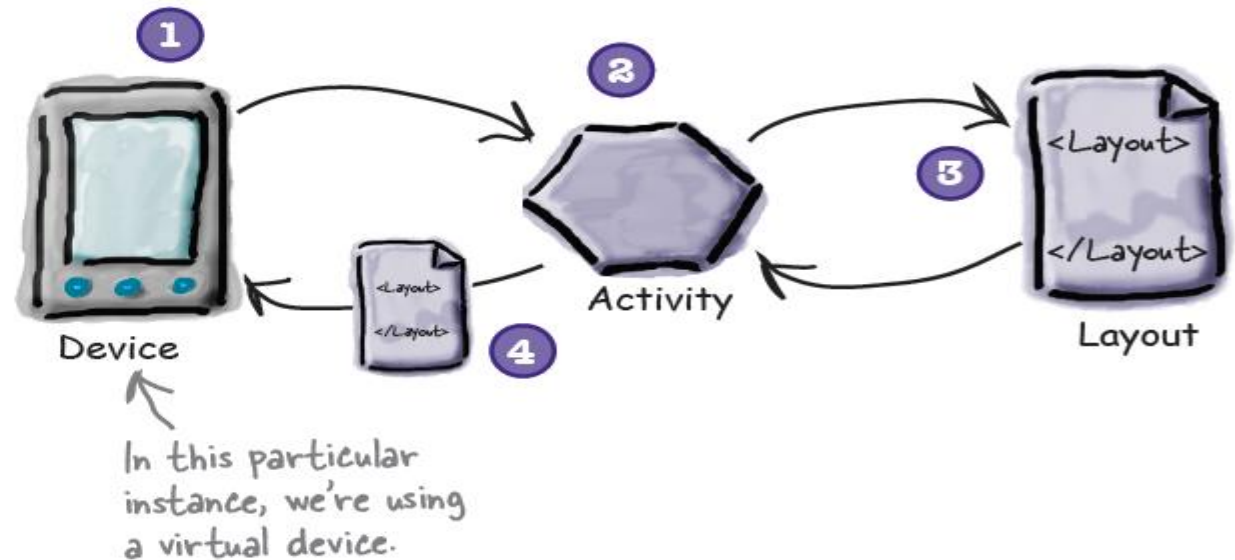 1
2
<Layout>
3
</Layout>
<Layout>
</Layout>
4
Activity
Layout
Device
In this particular
instance, we're using
a virtual device.